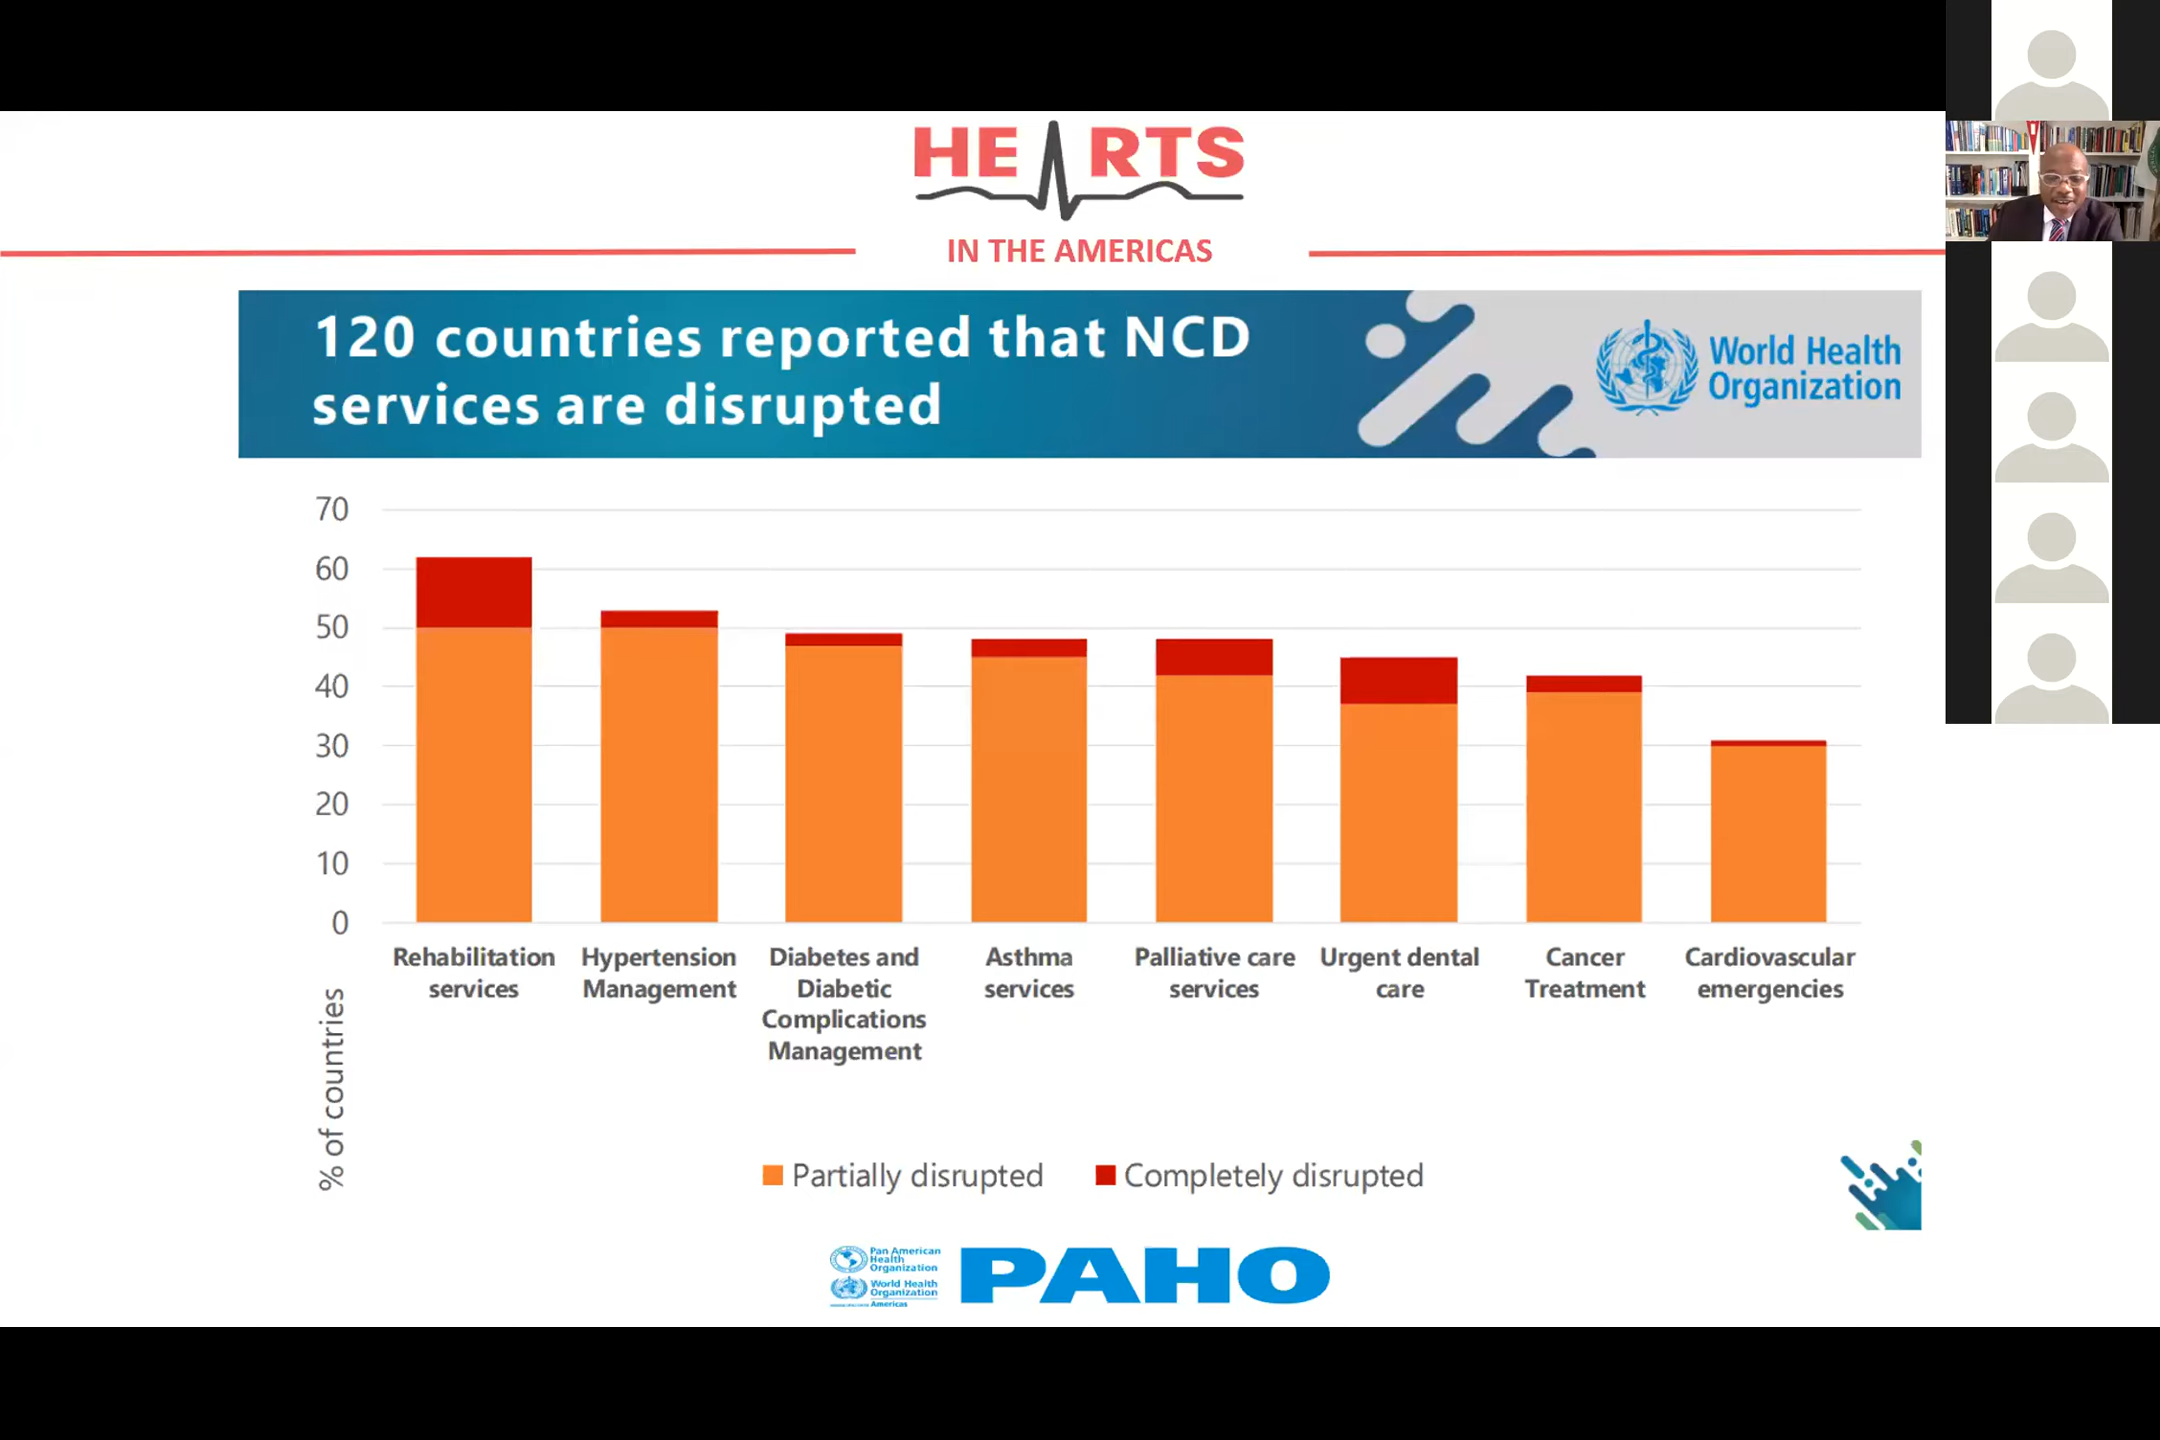 HEARTS
IN THE AMERICAS
120 countries reported that NCD
services are disrupted
World Health
Organization
70
60
50
40
30
20
10
0
% of countries
Rehabilitation
services
Hypertension
Management
Diabetes and
Diabetic
Complications
Management
Asthma
services
Palliative care
services
Urgent dental
care
Cancer
Treatment
Cardiovascular
emergencies
Partially disrupted
Completely disrupted
Pan American
Health
Organization
World Health
Organization
Americas
PAHO